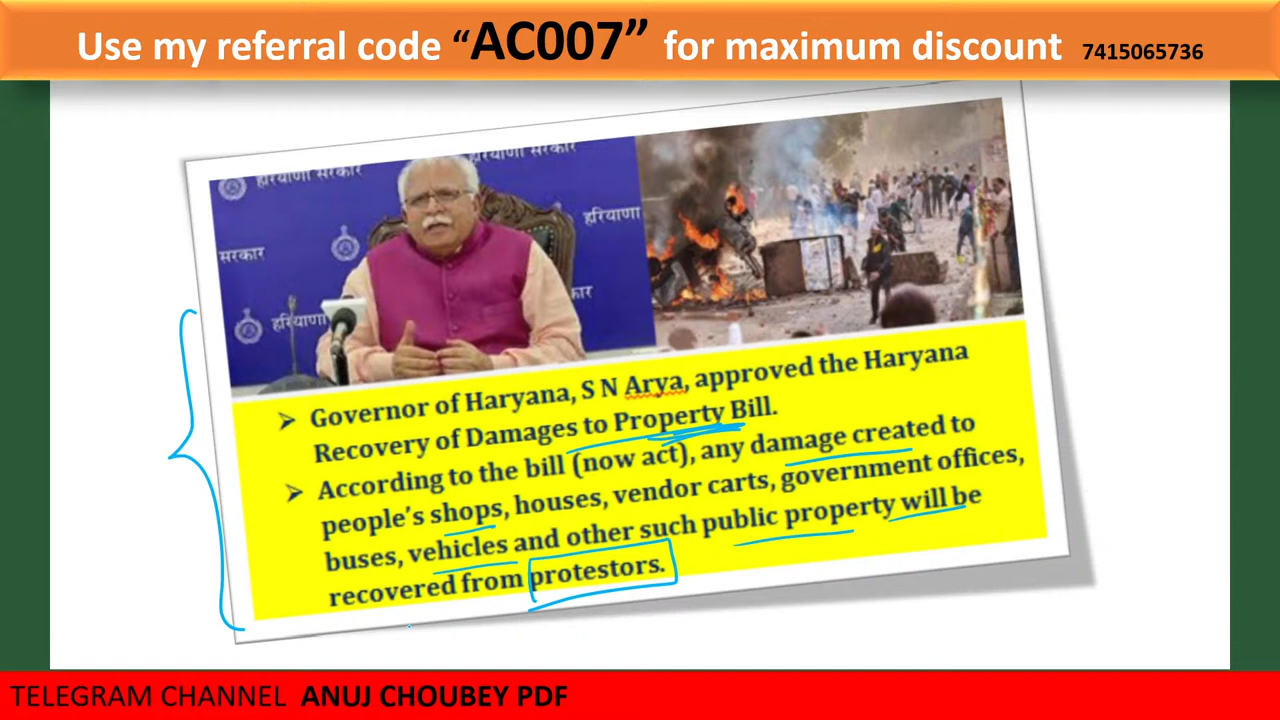 Use my referral code “AC007” for maximum discount 7415065736
हरियाणा सरकार
हरियाणा सरकार
हरियाणा
सरकार
हरियाणा
➢ Governor of Haryana, S N Arya, approved the Haryana
Recovery of Damages to Property Bill.
➢ According to the bill (now act), any damage created to
people's shops, houses, vendor carts, government offices,
buses, vehicles and other such public property will be
recovered from protestors.
TELEGRAM CHANNEL ANUJ CHOUBEY PDF